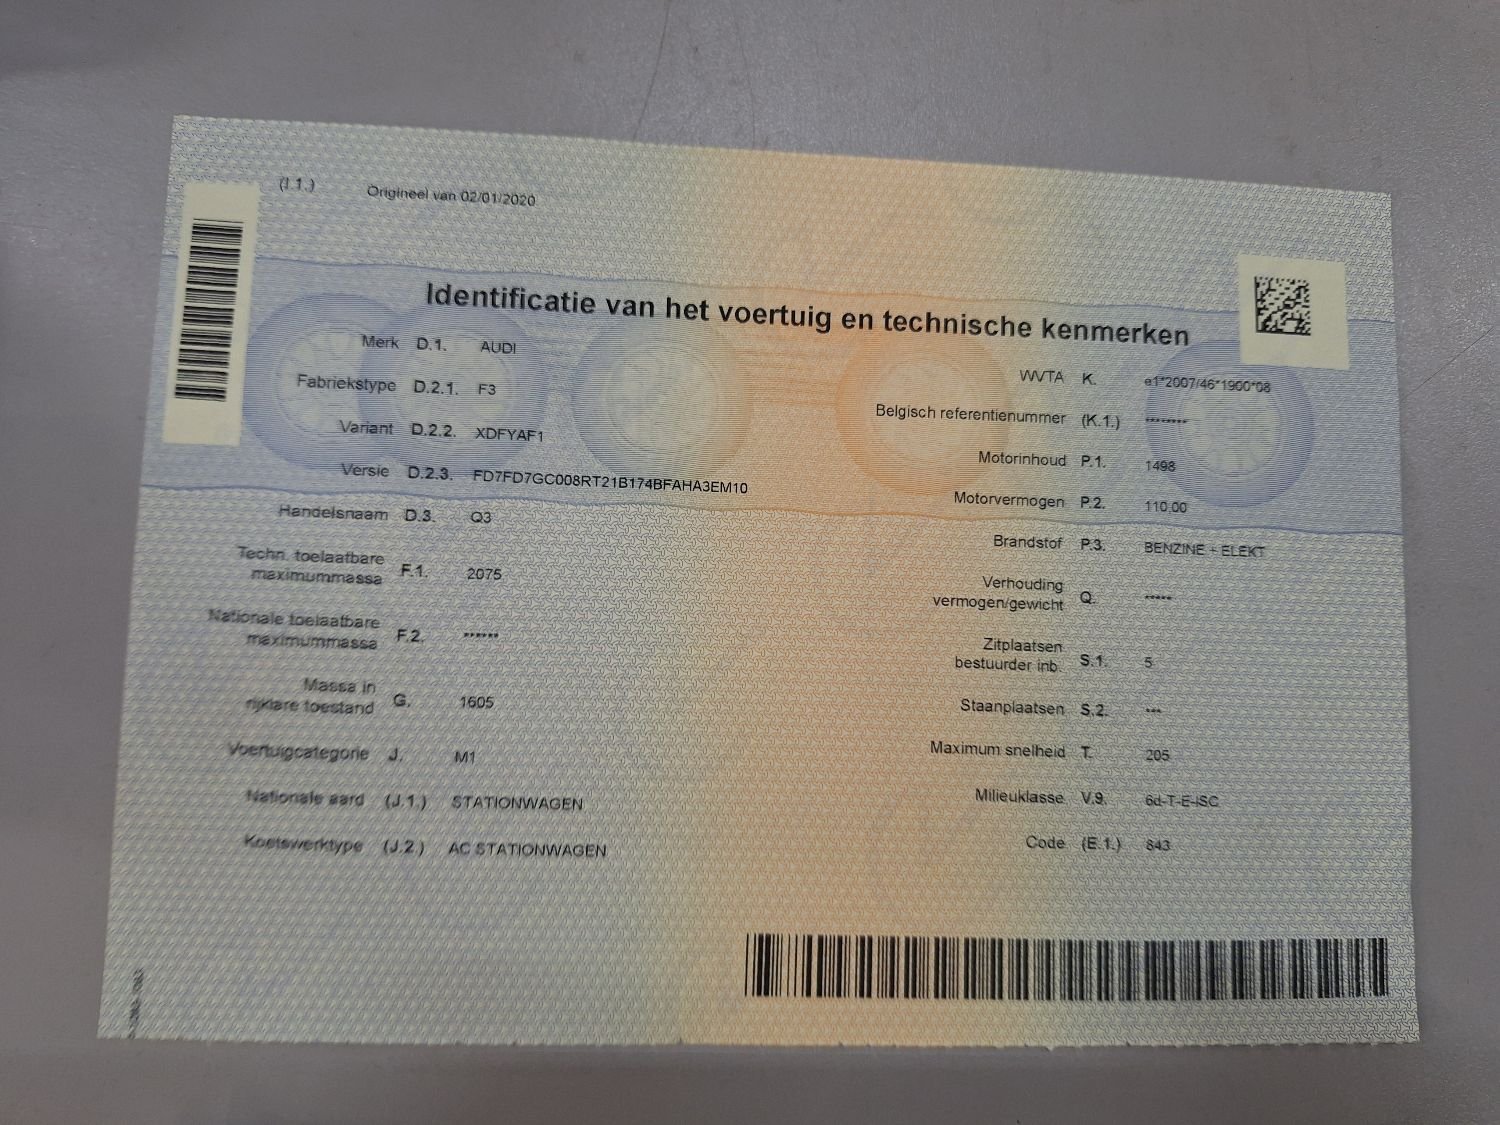 (I.1.) Origineel van 02/01/2020
Identificatie van het voertuig en technische kenmerken
Merk D.1. AUDI
Fabriekstype D.2.1. F3
Variant D.2.2. XDFYAF1
Versie D.2.3. FD7FD7GC008RT21B174BFAHA3EM10
Handelsnaam D.3. Q3
Techn. toelaatbare
maximummassa F.1. 2075
Nationale toelaatbare
maximummassa F.2. ******
Massa in
rijklare toestand G. 1605
Voertuigcategorie J. M1
Nationale aard (J.1.) STATIONWAGEN
Koetswerktype (J.2.) AC STATIONWAGEN
WVTA K. e1*2007/46*1900*08
Belgisch referentienummer (K.1.) ********
Motorinhoud P.1. 1498
Motorvermogen P.2. 110.00
Brandstof P.3. BENZINE + ELEKT
Verhouding
vermogen/gewicht Q. *****
Zitplaatsen
bestuurder inb. S.1. 5
Staanplaatsen S.2. ***
Maximum snelheid T. 205
Milieuklasse V.9. 6d-T-E-ISC
Code (E.1.) 843